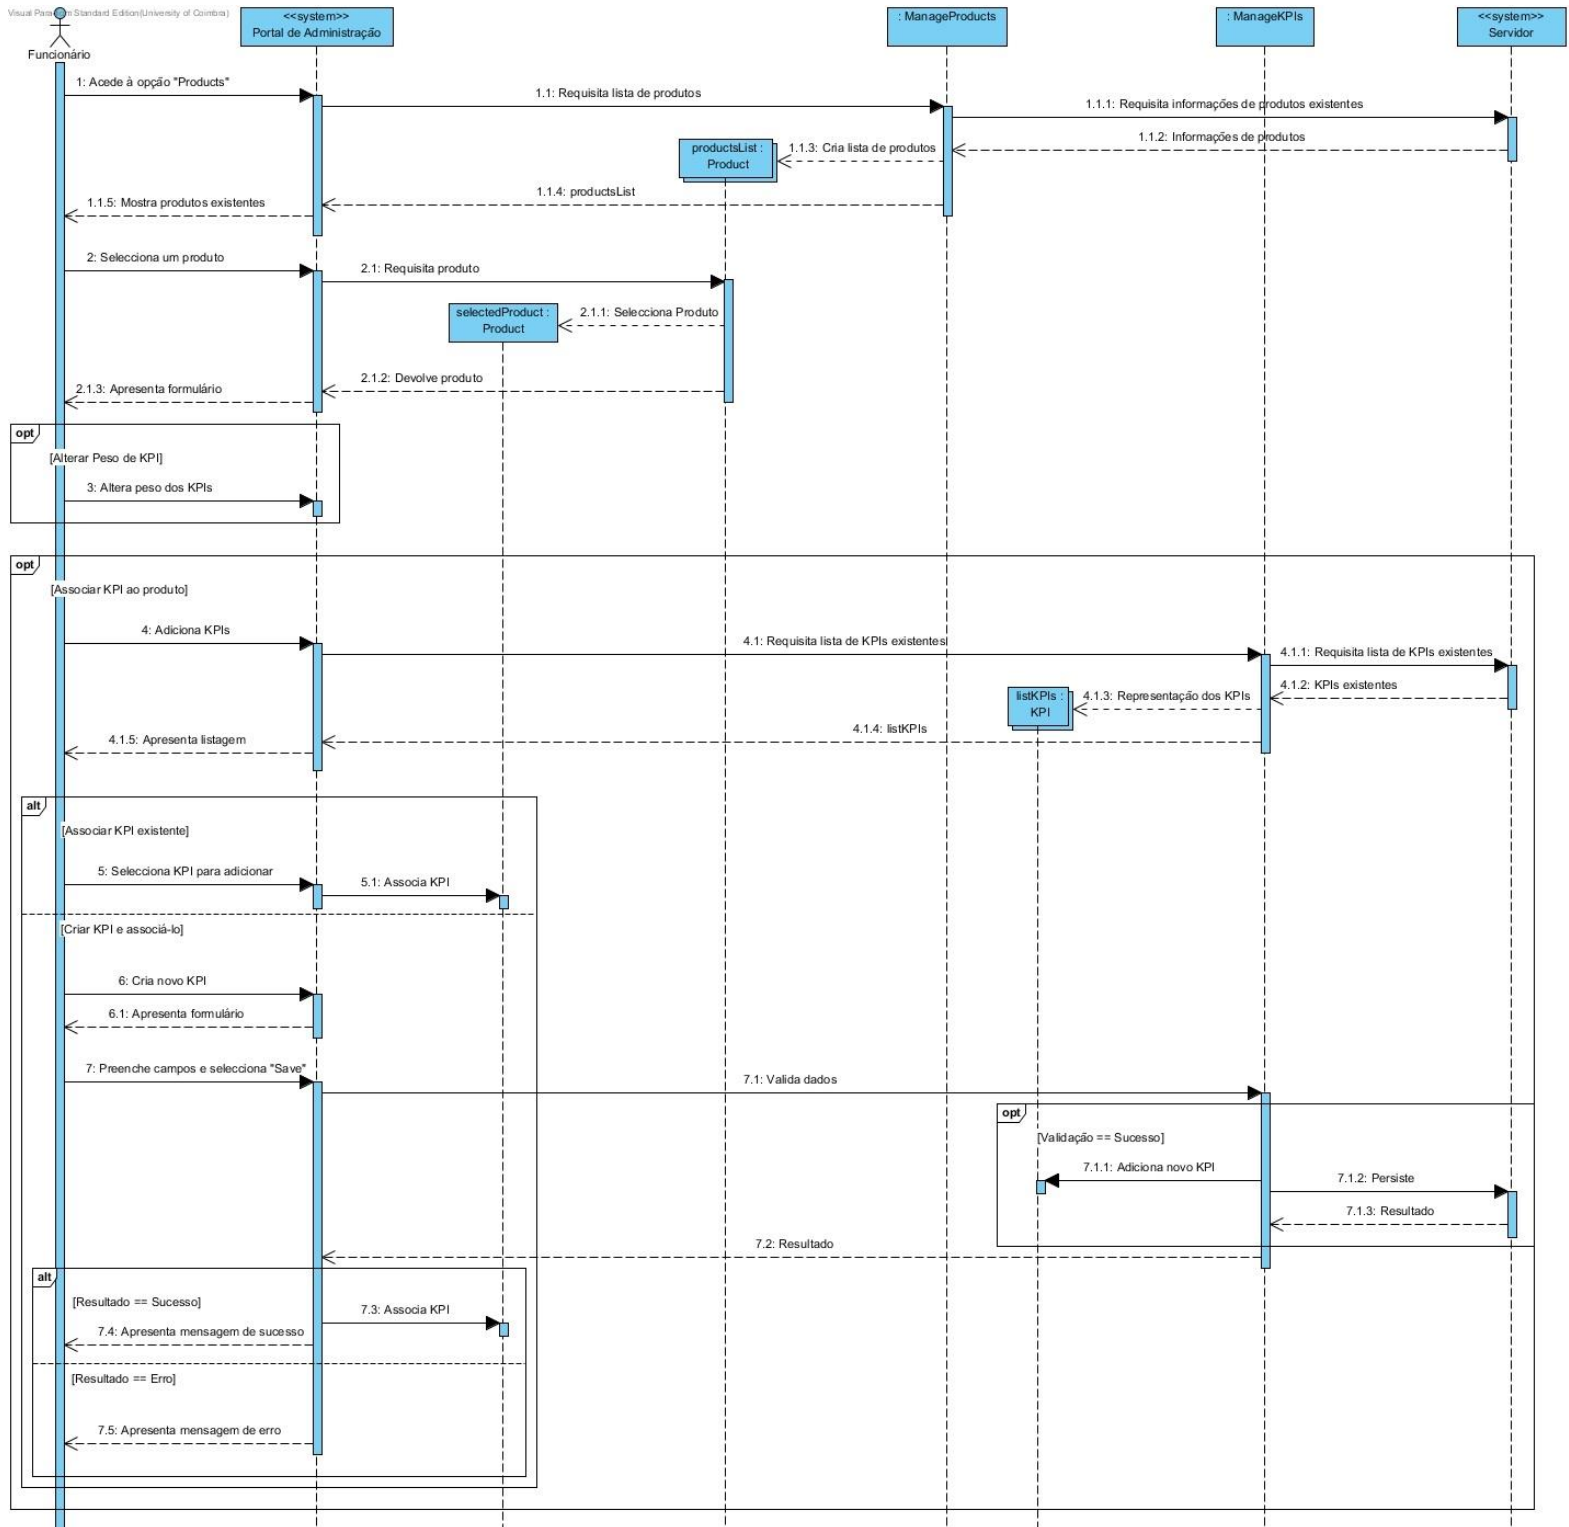 Visual Paradigm Standard Edition(University of Coimbra)
Funcionário
<<system>>
Portal de Administração
: ManageProducts
: ManageKPIs
<<system>>
Servidor
1: Acede à opção "Products"
1.1: Requisita lista de produtos
1.1.1: Requisita informações de produtos existentes
1.1.2: Informações de produtos
productsList :
Product
1.1.3: Cria lista de produtos
1.1.4: productsList
1.1.5: Mostra produtos existentes
2: Selecciona um produto
2.1: Requisita produto
selectedProduct :
Product
2.1.1: Selecciona Produto
2.1.2: Devolve produto
2.1.3: Apresenta formulário
opt
[Alterar Peso de KPI]
3: Altera peso dos KPIs
opt
[Associar KPI ao produto]
4: Adiciona KPIs
4.1: Requisita lista de KPIs existentes
4.1.1: Requisita lista de KPIs existentes
4.1.2: KPIs existentes
listKPIs :
KPI
4.1.3: Representação dos KPIs
4.1.4: listKPIs
4.1.5: Apresenta listagem
alt
[Associar KPI existente]
5: Selecciona KPI para adicionar
5.1: Associa KPI
[Criar KPI e associá-lo]
6: Cria novo KPI
6.1: Apresenta formulário
7: Preenche campos e selecciona "Save"
7.1: Valida dados
opt
[Validação == Sucesso]
7.1.1: Adiciona novo KPI
7.1.2: Persiste
7.1.3: Resultado
7.2: Resultado
alt
[Resultado == Sucesso]
7.3: Associa KPI
7.4: Apresenta mensagem de sucesso
[Resultado == Erro]
7.5: Apresenta mensagem de erro